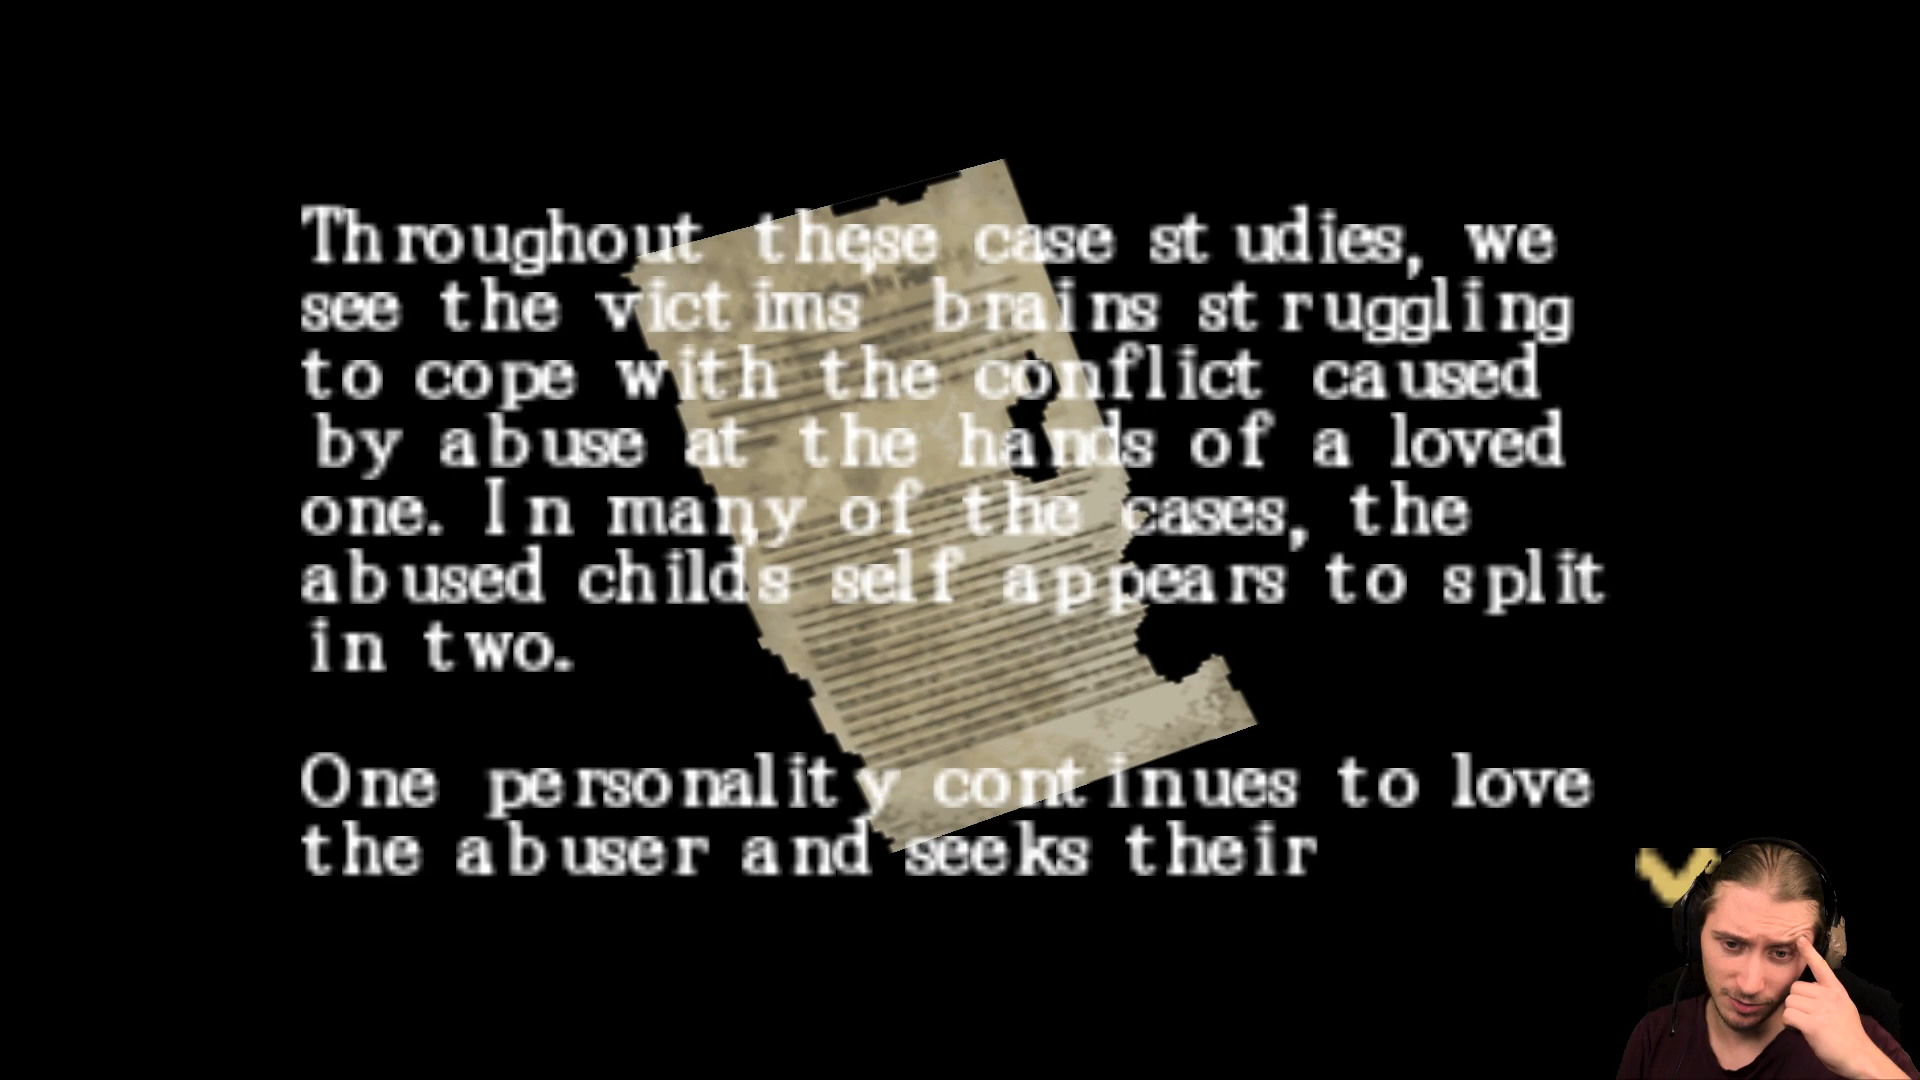 Throughout these case studies, we
see the victims brains struggling
to cope with the conflict caused
by abuse at the hands of a loved
one. In many of the cases, the
abused childs self appears to split
in two.
One personality continues to love
the abuser and seeks their